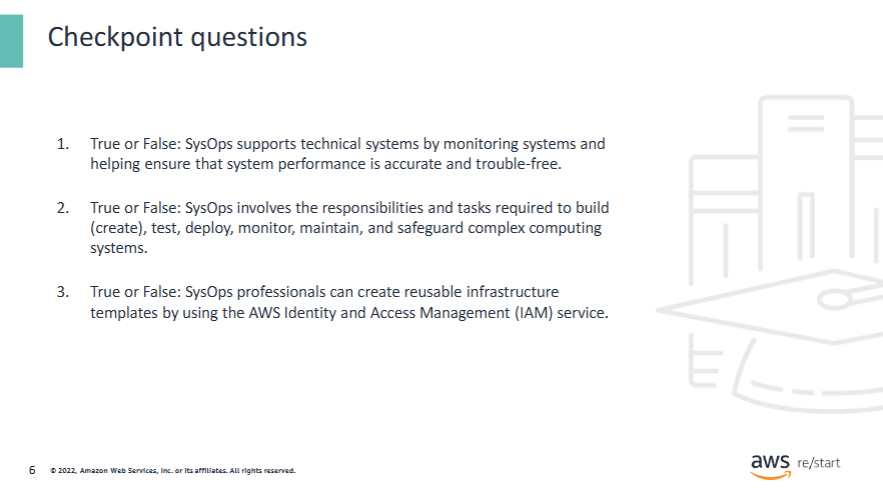 Checkpoint questions
1. True or False: SysOps supports technical systems by monitoring systems and
helping ensure that system performance is accurate and trouble-free.
2. True or False: SysOps involves the responsibilities and tasks required to build
(create), test, deploy, monitor, maintain, and safeguard complex computing
systems.
3. True or False: SysOps professionals can create reusable infrastructure
templates by using the AWS Identity and Access Management (IAM) service.
6 © 2022, Amazon Web Services, Inc. or its affiliates. All rights reserved.
aws re/start